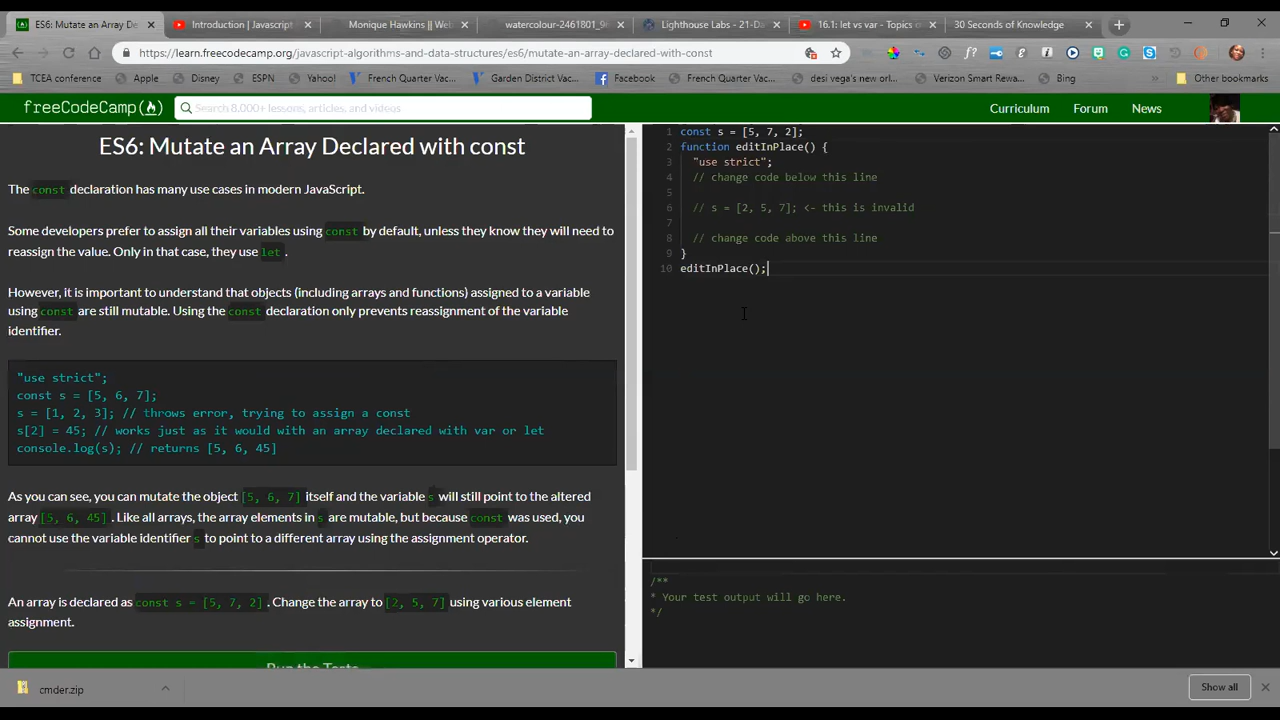 ES6: Mutate an Array De
Introduction | Javascript
Monique Hawkins || Web
watercolour-2461801_9
Lighthouse Labs - 21-Da
16.1: let vs var - Topics o
30 Seconds of Knowledge
https://learn.freecodecamp.org/javascript-algorithms-and-data-structures/es6/mutate-an-array-declared-with-const
TCEA conference
Apple
Disney
ESPN
Yahoo!
French Quarter Vac
Garden District Vac
Facebook
French Quarter Vac
desi vega's new orl
Verizon Smart Rewa
Bing
Other bookmarks
freeCodeCamp
Search 8,000+ lessons, articles, and videos
Curriculum
Forum
News
ES6: Mutate an Array Declared with const
The const declaration has many use cases in modern JavaScript.
Some developers prefer to assign all their variables using const by default, unless they know they will need to
reassign the value. Only in that case, they use let .
However, it is important to understand that objects (including arrays and functions) assigned to a variable
using const are still mutable. Using the const declaration only prevents reassignment of the variable
identifier.
"use strict";
const s = [5, 6, 7];
s = [1, 2, 3]; // throws error, trying to assign a const
s[2] = 45; // works just as it would with an array declared with var or let
console.log(s); // returns [5, 6, 45]
As you can see, you can mutate the object [5, 6, 7] itself and the variable s will still point to the altered
array [5, 6, 45] . Like all arrays, the array elements in s are mutable, but because const was used, you
cannot use the variable identifier s to point to a different array using the assignment operator.
An array is declared as const s = [5, 7, 2] . Change the array to [2, 5, 7] using various element
assignment.
Run the Tests
1 const s = [5, 7, 2];
2 function editInPlace() {
3 "use strict";
4 // change code below this line
5
6 // s = [2, 5, 7]; <- this is invalid
7
8 // change code above this line
9 }
10 editInPlace();
/**
* Your test output will go here.
*/
cmder.zip
Show all